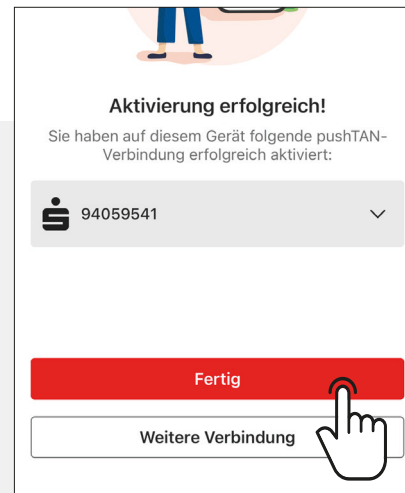 Aktivierung erfolgreich!
Sie haben auf diesem Gerät folgende pushTAN-
Verbindung erfolgreich aktiviert:
94059541
Fertig
Weitere Verbindung